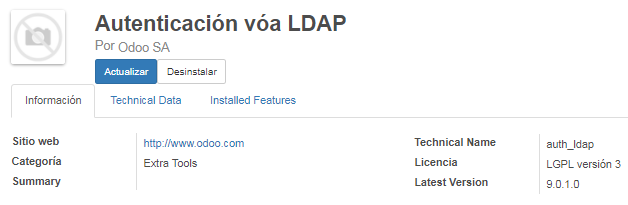 Autenticación vóa LDAP
Por Odoo SA
Actualizar Desinstalar
Información Technical Data Installed Features
Sitio web http://www.odoo.com Technical Name auth_ldap
Categoría Extra Tools Licencia LGPL versión 3
Summary Latest Version 9.0.1.0